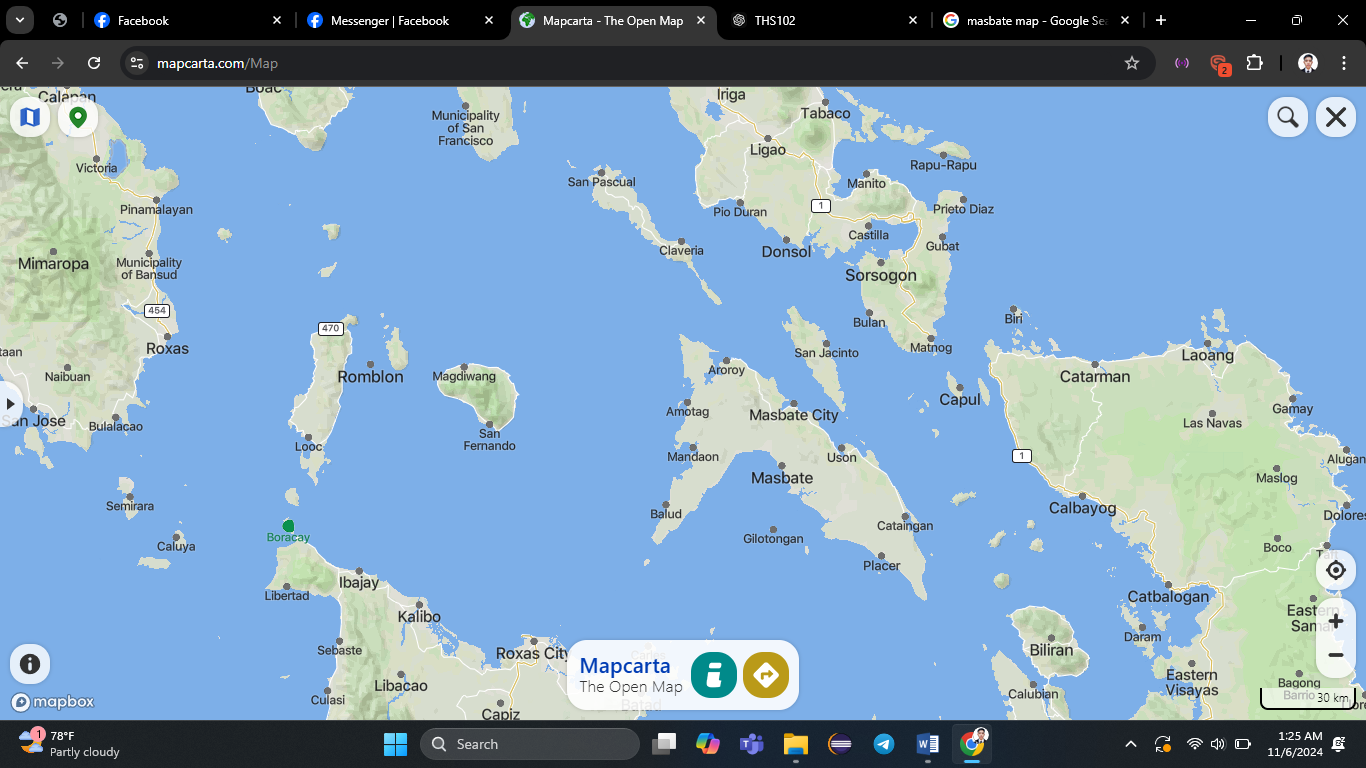 Facebook
Messenger | Facebook
Mapcarta - The Open Map
THS102
masbate map - Google Se
mapcarta.com/Map
2
Calapan
Boac
Municipality
of San
Francisco
Iriga
Tabaco
Ligao
Rapu-Rapu
Victoria
San Pascual
Manito
Pinamalayan
Pio Duran
1
Prieto Diaz
Castilla
Claveria
Donsol
Gubat
Mimaropa
Municipality
of Bansud
Sorsogon
454
470
Bulan
Biri
Roxas
San Jacinto
Matnog
Laoang
Naibuan
Romblon
Magdiwang
Aroroy
Catarman
Capul
Gamay
San Jose
Bulalacao
Amotag
Masbate City
Las Navas
Looc
San
Fernando
Mandaon
Uson
1
Alugan
Masbate
Maslog
Semirara
Balud
Calbayog
Dolores
Cataingan
Boracay
Caluya
Gilotongan
Boco
Taft
Placer
Ibajay
Libertad
Catbalogan
Kalibo
Eastern
Samar
Daram
Sebaste
Roxas City
Biliran
Mapcarta
The Open Map
Eastern
Visayas
Libacao
Culasi
Calubian
Bagong
Barrio
Capiz
Batad
30 km
mapbox
1
78°F
Partly cloudy
Search
1:25 AM
11/6/2024